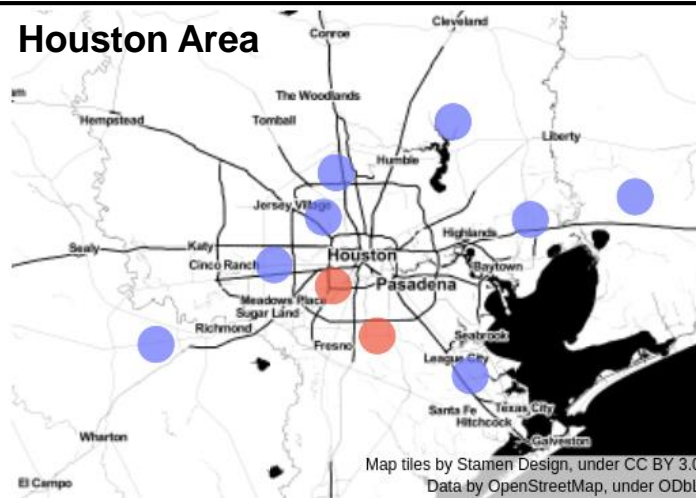 Houston Area
Cleveland
Conroe
The Woodlands
Hempstead
Tomball
Liberty
Humble
Jersey Village
Highlands
Sealy
Katy
Houston
Cinco Ranch
Baytown
Pasadena
Meadows Place
Sugar Land
Richmond
Seabrook
Fresno
League City
Santa Fe
Texas City
Hitchcock
Wharton
Galveston
Map tiles by Stamen Design, under CC BY 3.0
El Campo
Data by OpenStreetMap, under ODbL